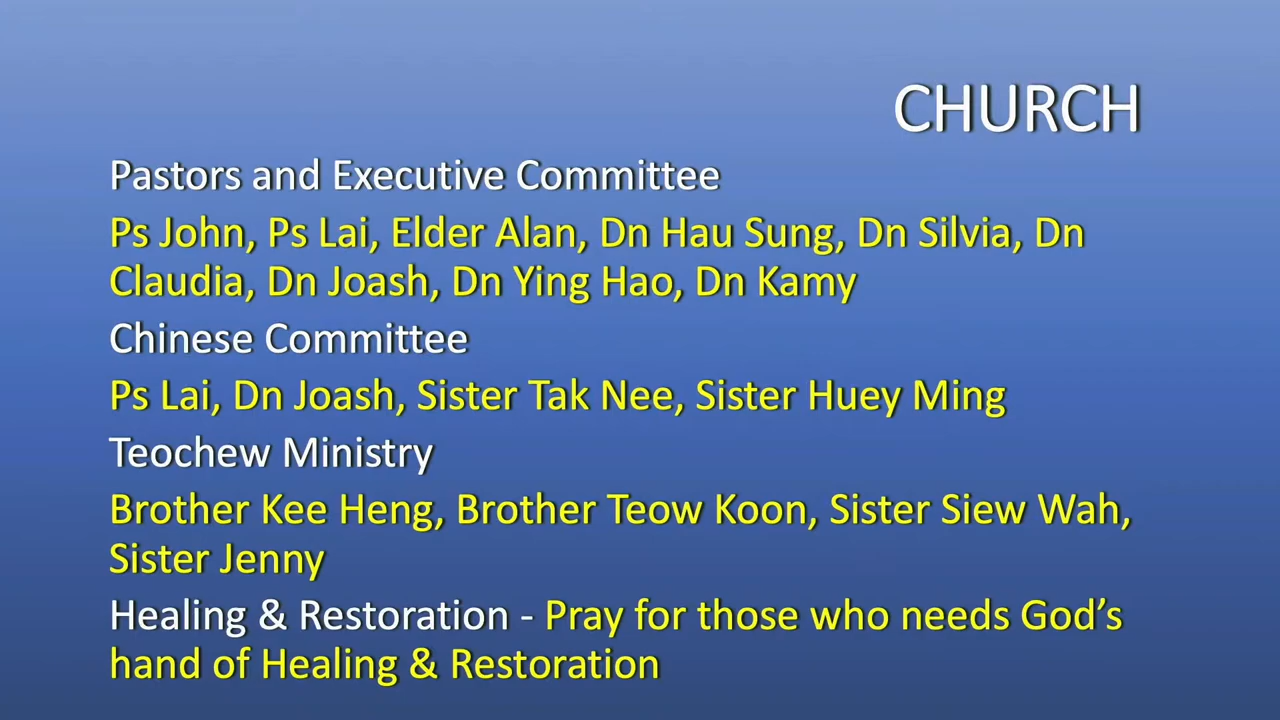 CHURCH
Pastors and Executive Committee
Ps John, Ps Lai, Elder Alan, Dn Hau Sung, Dn Silvia, Dn
Claudia, Dn Joash, Dn Ying Hao, Dn Kamy
Chinese Committee
Ps Lai, Dn Joash, Sister Tak Nee, Sister Huey Ming
Teochew Ministry
Brother Kee Heng, Brother Teow Koon, Sister Siew Wah,
Sister Jenny
Healing & Restoration - Pray for those who needs God’s
hand of Healing & Restoration